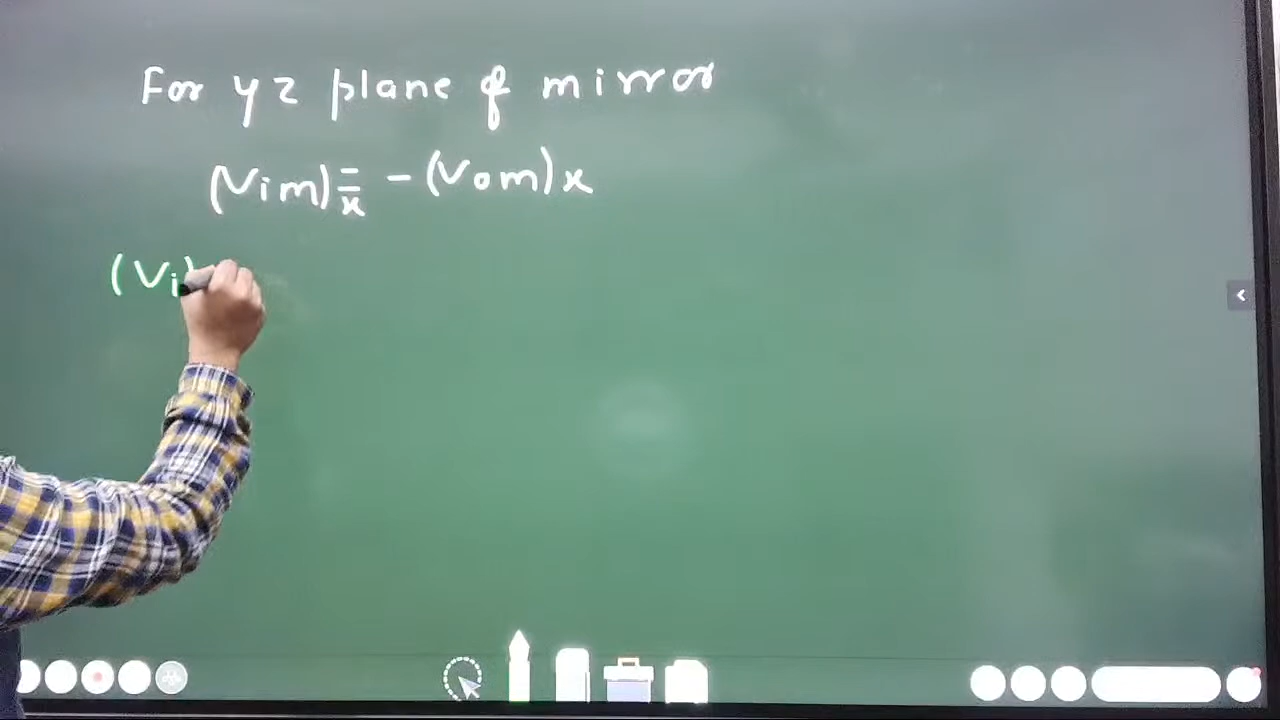 For yz plane of mirror
(Vim)x = - (Vom)x
(Vi)